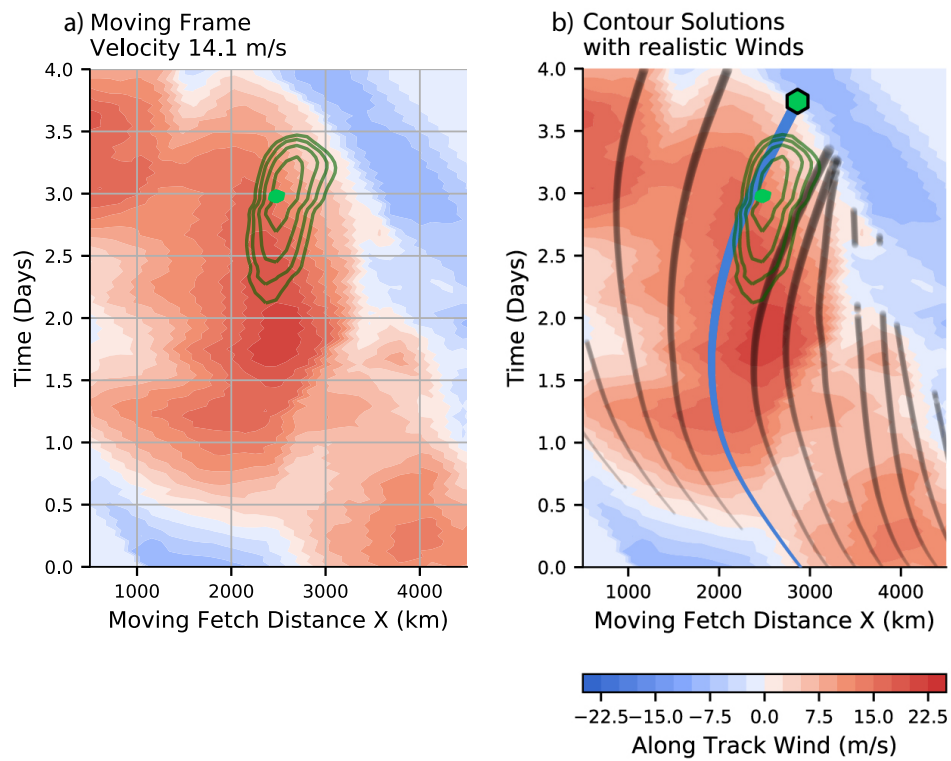 a) Moving Frame
Velocity 14.1 m/s
4.0
3.5
3.0
2.5
2.0
1.5
1.0
0.5
0.0
Time (Days)
1000 2000 3000 4000
Moving Fetch Distance X (km)
b) Contour Solutions
with realistic Winds
4.0
3.5
3.0
2.5
2.0
1.5
1.0
0.5
0.0
Time (Days)
1000 2000 3000 4000
Moving Fetch Distance X (km)
−22.5 −15.0 −7.5 0.0 7.5 15.0 22.5
Along Track Wind (m/s)